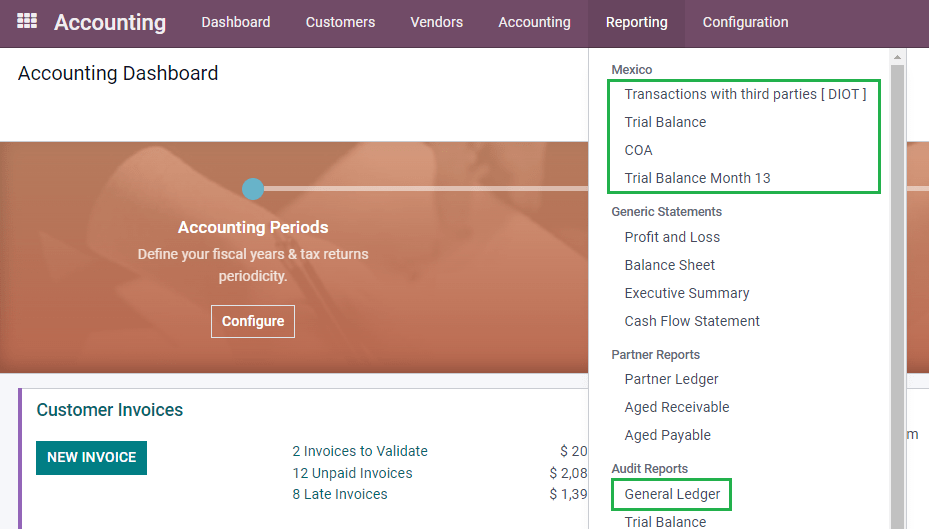 Accounting Dashboard Customers Vendors Accounting Reporting Configuration
Accounting Dashboard
Mexico
Transactions with third parties [ DIOT ]
Trial Balance
COA
Trial Balance Month 13
Generic Statements
Profit and Loss
Balance Sheet
Executive Summary
Cash Flow Statement
Partner Reports
Partner Ledger
Aged Receivable
Aged Payable
Audit Reports
General Ledger
Trial Balance
Accounting Periods
Define your fiscal years & tax returns
periodicity.
Configure
Customer Invoices
NEW INVOICE
2 Invoices to Validate $ 20
12 Unpaid Invoices $ 2,08
8 Late Invoices $ 1,39
m